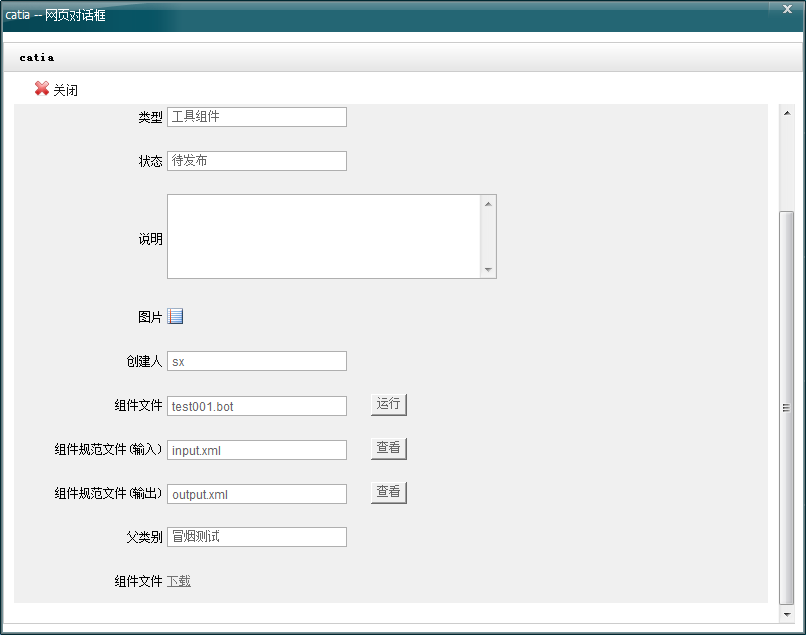 catia -- 网页对话框
catia
关闭
类型 工具组件
状态 待发布
说明
图片
创建人 sx
组件文件 test001.bot 运行
组件规范文件(输入) input.xml 查看
组件规范文件(输出) output.xml 查看
父类别 冒烟测试
组件文件 下载